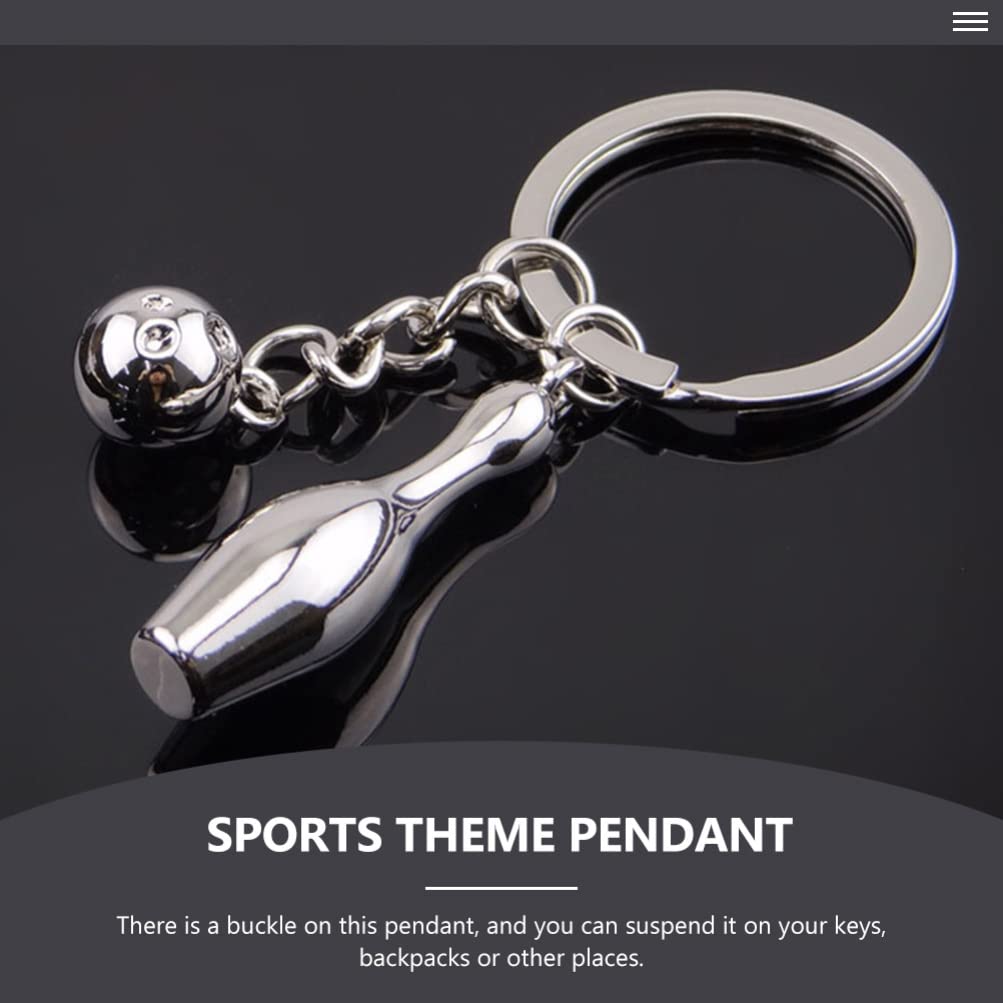 SPORTS THEME PENDANT
There is a buckle on this pendant, and you can suspend it on your keys,
backpacks or other places.